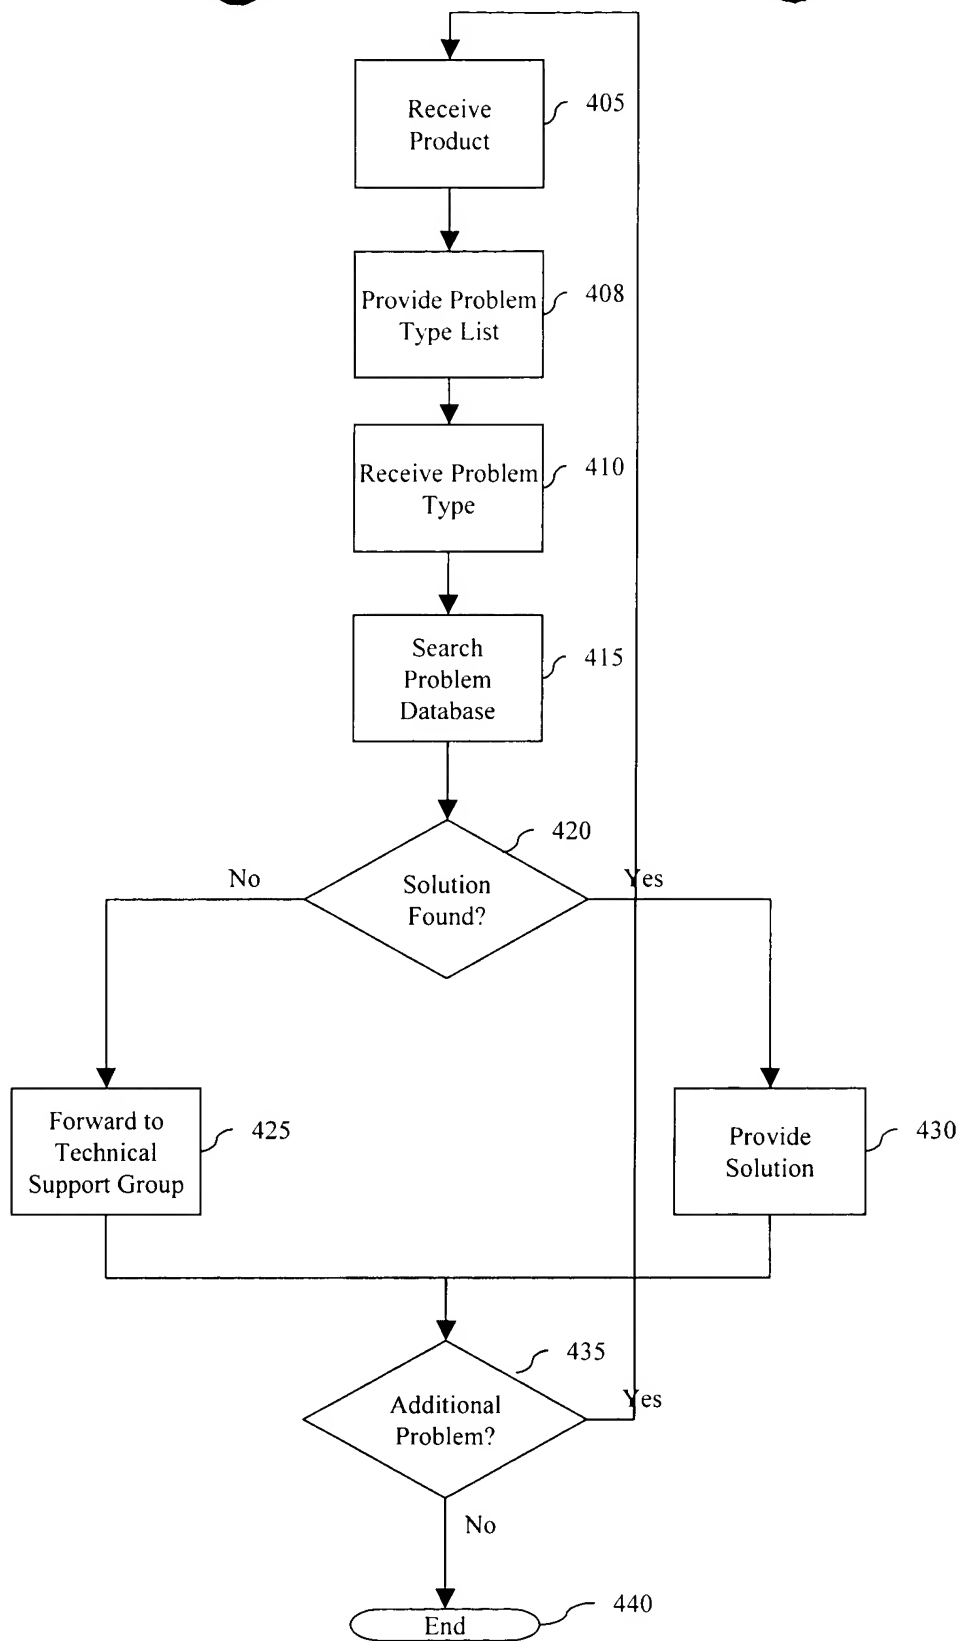 Receive
Product
405
Provide Problem
Type List
408
Receive Problem
Type
410
Search
Problem
Database
415
420
No
Solution
Found?
Yes
Forward to
Technical
Support Group
425
Provide
Solution
430
435
Additional
Problem?
Yes
No
End
440